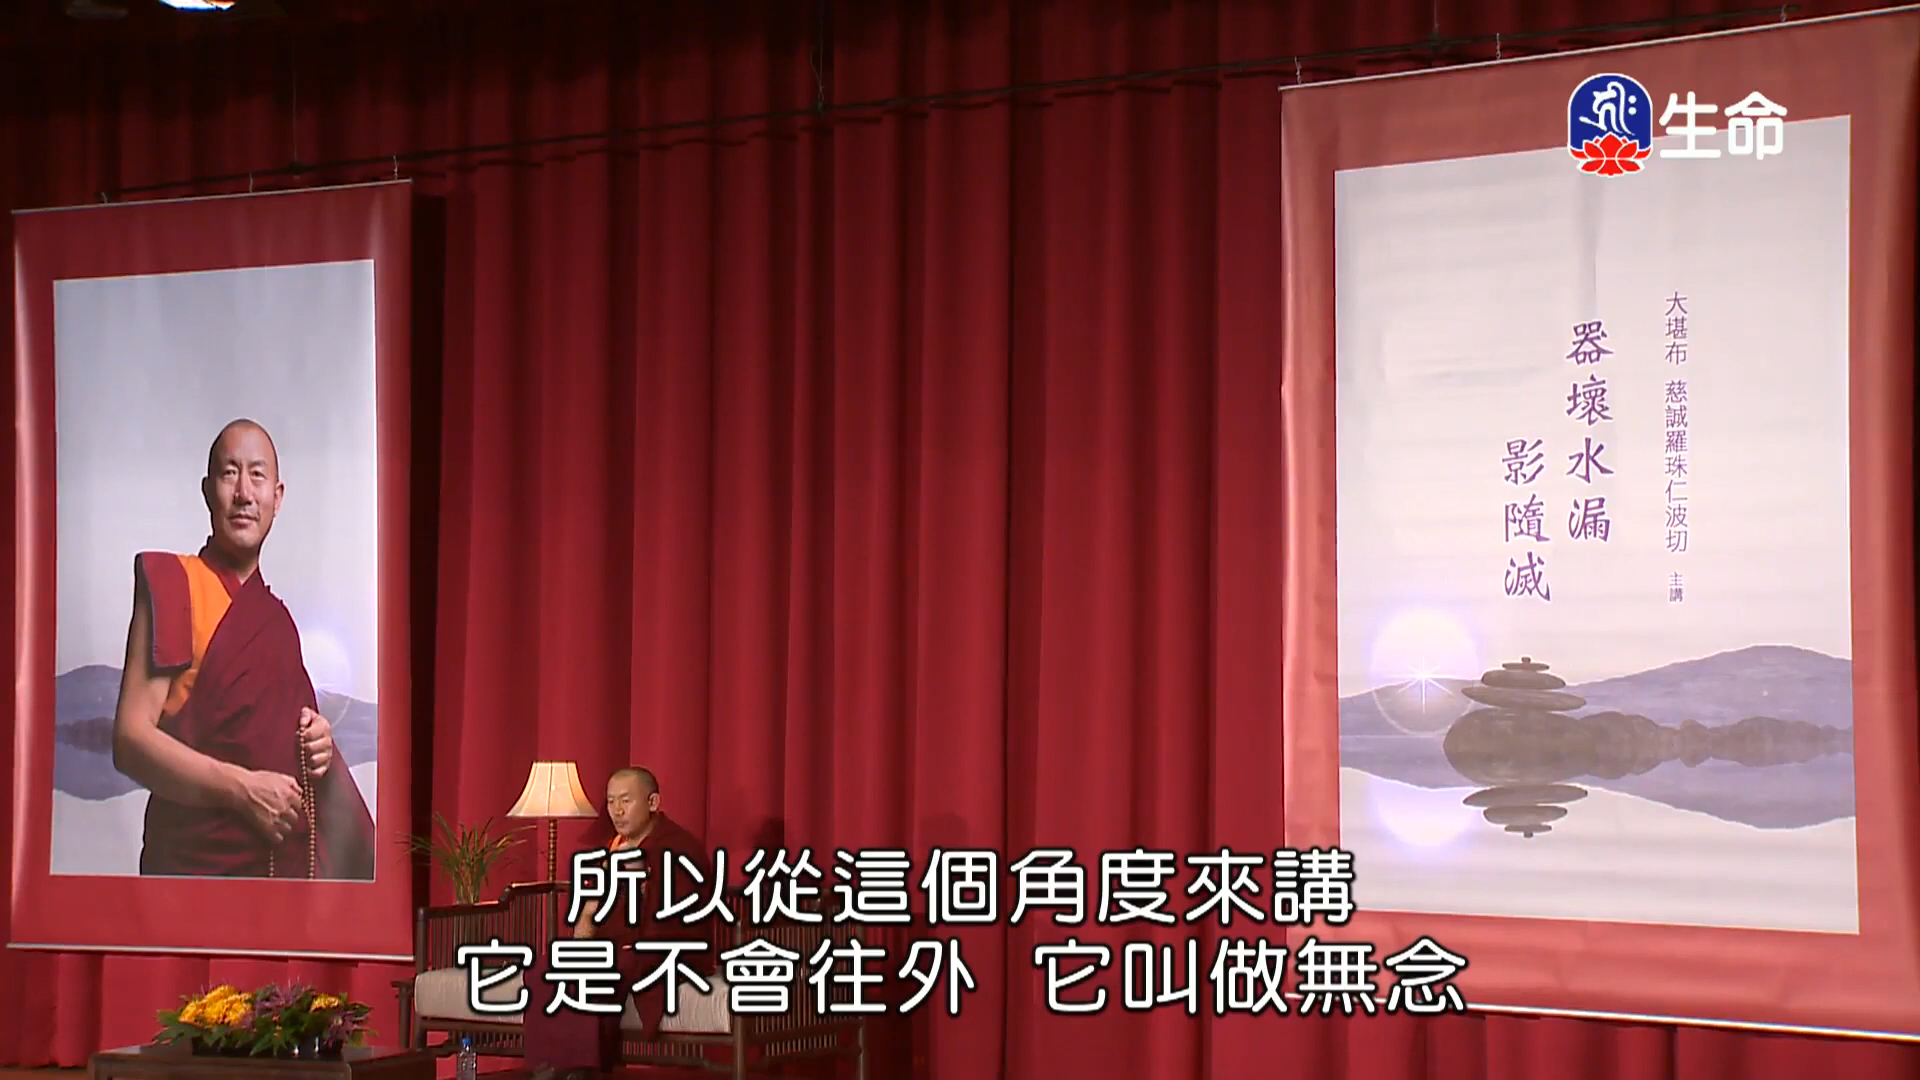 生命
大堪布 慈誠羅珠仁波切 主講
器壞水漏
影隨滅
所以從這個角度來講
它是不會往外 它叫做無念